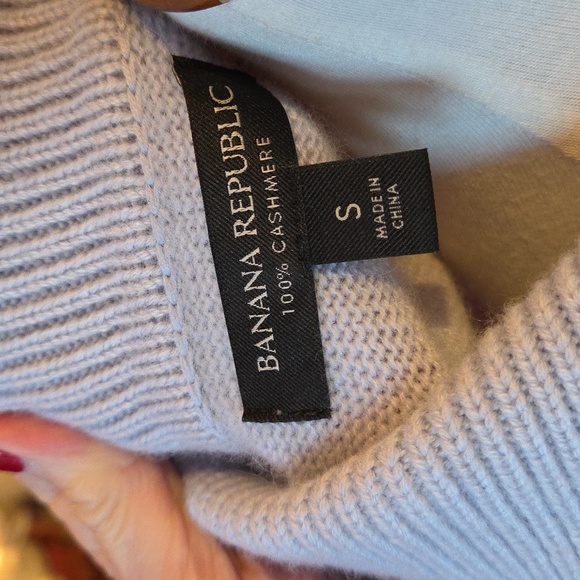 BANANA REPUBLIC
100% CASHMERE
S
MADE IN
CHINA